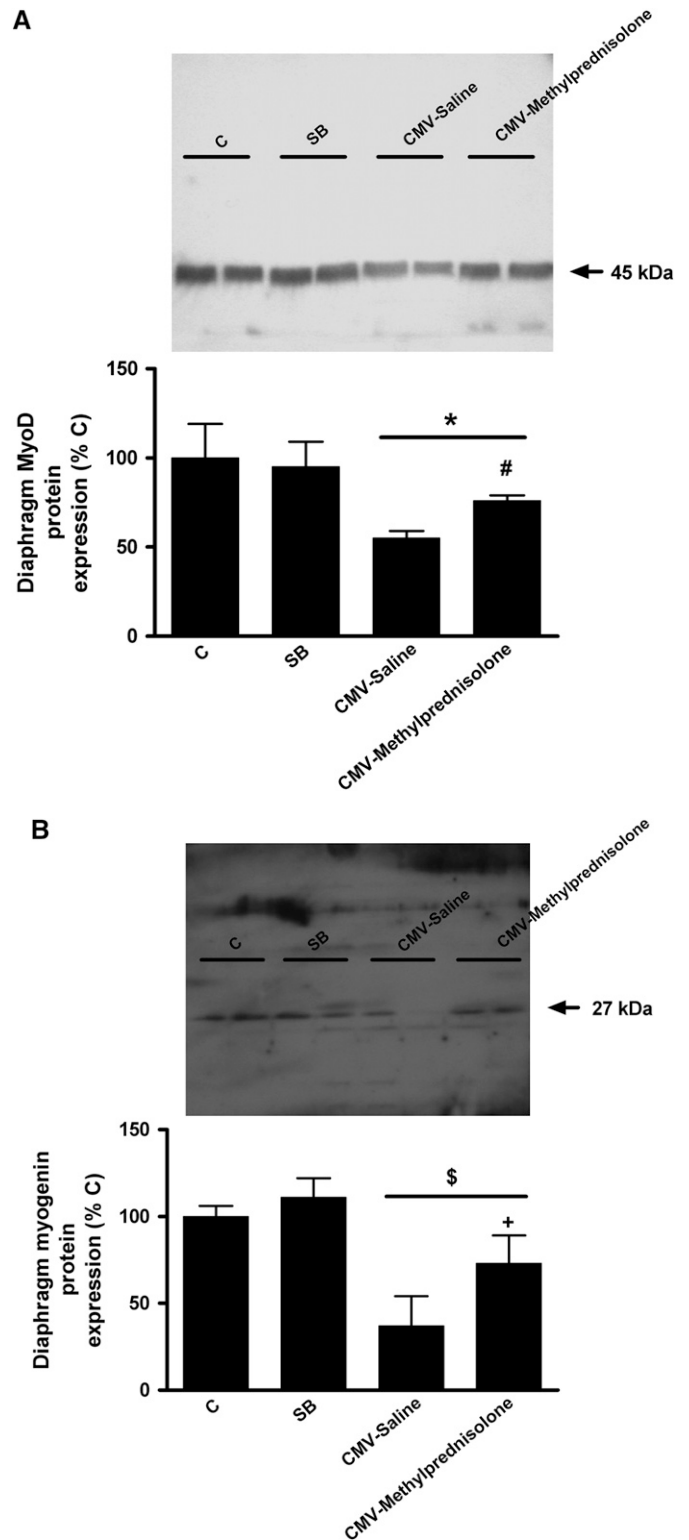 A
C
SB
CMV-Saline
CMV-Methylprednisolone
45 kDa
Diaphragm MyoD
protein
expression (% C)
150
100
50
0
*
#
C
SB
CMV-Saline
CMV-Methylprednisolone
B
C
SB
CMV-Saline
CMV-Methylprednisolone
27 kDa
Diaphragm myogenin
protein
expression (% C)
150
100
50
0
$
+
C
SB
CMV-Saline
CMV-Methylprednisolone